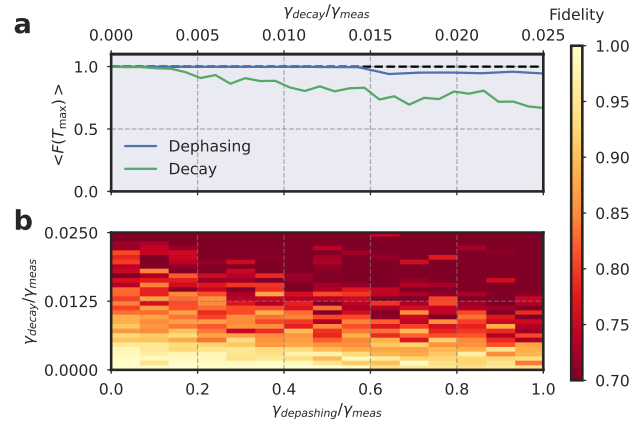 a
γdecay/γmeas
Fidelity
0.000 0.005 0.010 0.015 0.020 0.025
<F(Tmax) >
1.0
0.5
0.0
Dephasing
Decay
b
γdecay/γmeas
0.0250
0.0125
0.0000
0.0 0.2 0.4 0.6 0.8 1.0
γdepashing/γmeas
1.00
0.95
0.90
0.85
0.80
0.75
0.70